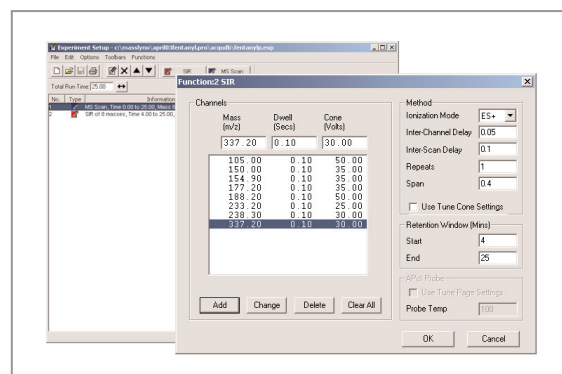 Experiment Setup - c:\masslynx\april03fentanyl.pro\acqudb\fentanylp.exp
File Edit Options Toolbars Functions
SIR MS Scan
Total Run Time 25.00
No. Type Information
1 MS Scan, Time 0.00 to 25.00, Mass
2 SIR of 6 masses, Time 4.00 to 25.00,
Function:2 SIR
Channels
Mass (m/z) Dwell (Secs) Cone (Volts)
337.20 0.10 30.00
105.00 0.10 50.00
150.00 0.10 35.00
154.90 0.10 35.00
177.20 0.10 35.00
188.20 0.10 50.00
233.20 0.10 25.00
238.30 0.10 30.00
337.20 0.10 30.00
Add Change Delete Clear All
Method
Ionization Mode ES+
Inter-Channel Delay 0.05
Inter-Scan Delay 0.1
Repeats 1
Span 0.4
Use Tune Cone Settings
Retention Window (Mins)
Start 4
End 25
APcI Probe
Use Tune Page Settings
Probe Temp 100
OK Cancel